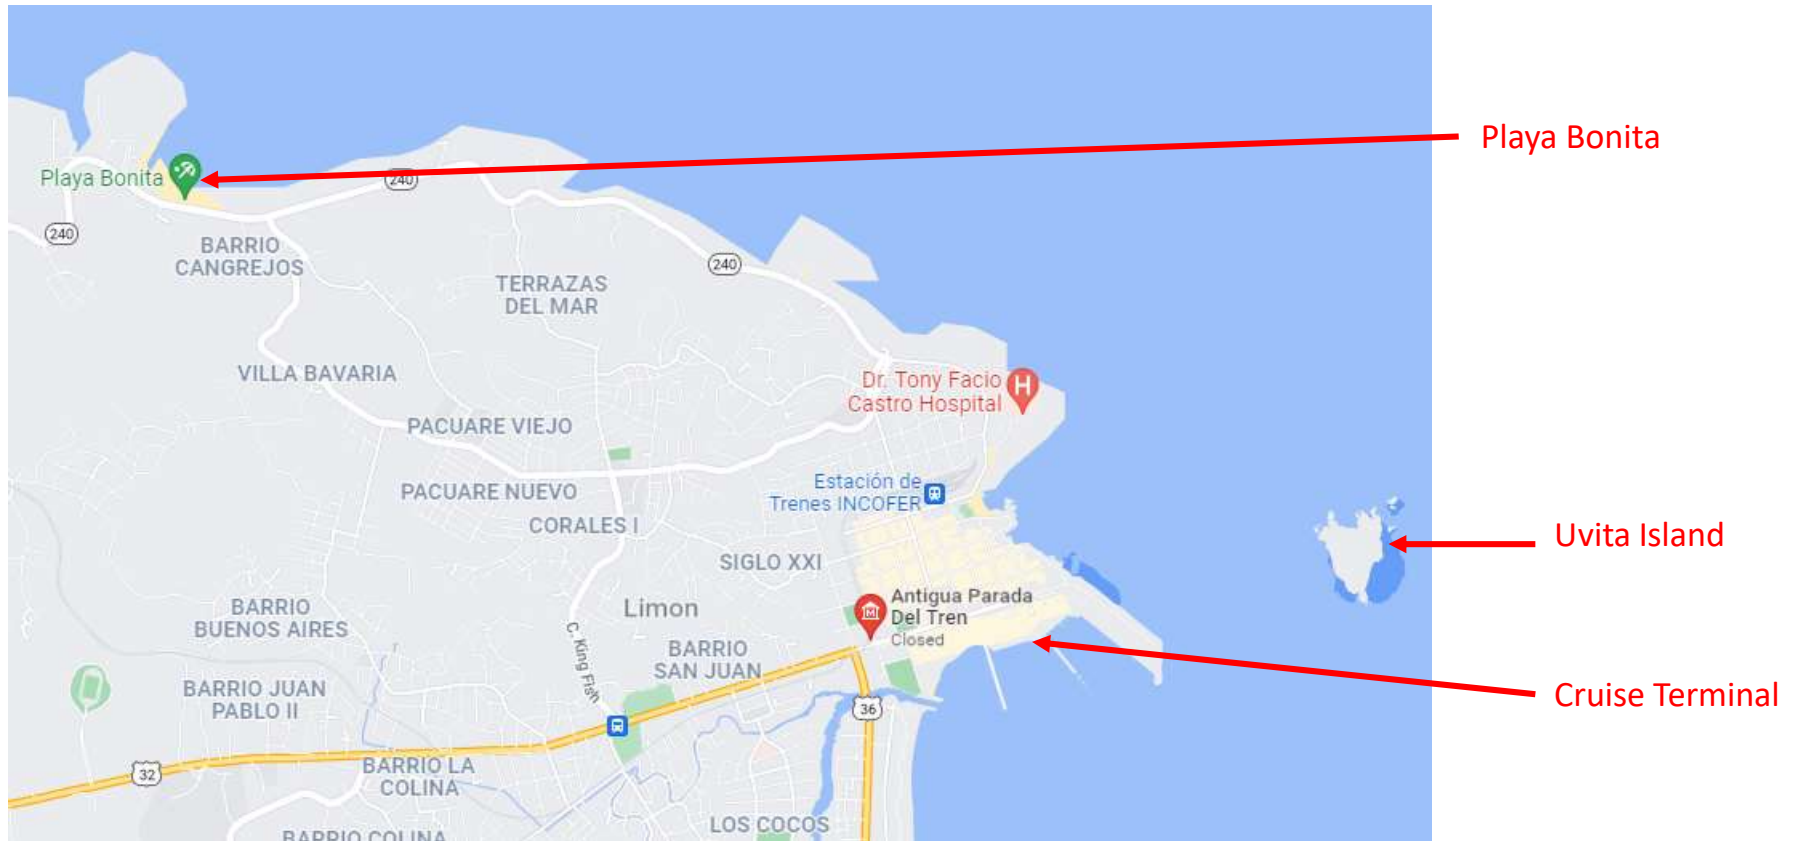 Playa Bonita
Playa Bonita
240
240
BARRIO
CANGREJOS
240
TERRAZAS
DEL MAR
VILLA BAVARIA
Dr. Tony Facio
Castro Hospital
H
PACUARE VIEJO
PACUARE NUEVO
Estación de
Trenes INCOFER
CORALES I
SIGLO XXI
Uvita Island
BARRIO
BUENOS AIRES
Limon
Antigua Parada
Del Tren
Closed
C. King Fish
BARRIO
SAN JUAN
BARRIO JUAN
PABLO II
Cruise Terminal
36
32
BARRIO LA
COLINA
LOS COCOS
BARRIO COLINA